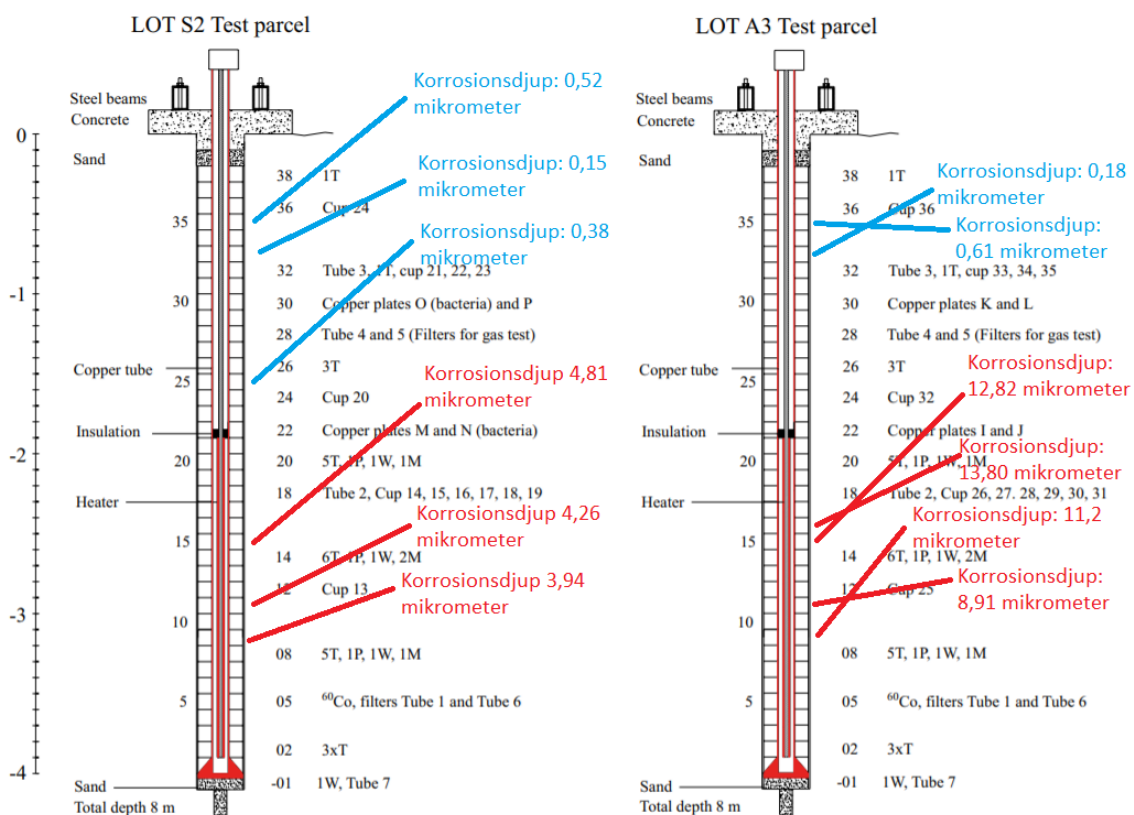 LOT S2 Test parcel
Steel beams
Concrete
0
Sand
Korrosionsdjup: 0,52
mikrometer
38 1T
Korrosionsdjup: 0,15
mikrometer
36 Cup 24
35
Korrosionsdjup: 0,38
mikrometer
32 Tube 3, 1T, cup 21, 22, 23
-1
30
30 Copper plates O (bacteria) and P
28 Tube 4 and 5 (Filters for gas test)
Copper tube
26 3T
25
Korrosionsdjup 4,81
mikrometer
24 Cup 20
Insulation
22 Copper plates M and N (bacteria)
-2
20
20 5T, 1P, 1W, 1M
Heater
18 Tube 2, Cup 14, 15, 16, 17, 18, 19
Korrosionsdjup 4,26
mikrometer
15
14 6T, 1P, 1W, 2M
12 Cup 13
Korrosionsdjup 3,94
mikrometer
-3
10
08 5T, 1P, 1W, 1M
5
05 60Co, filters Tube 1 and Tube 6
02 3xT
-4
Sand
-01 1W, Tube 7
Total depth 8 m
LOT A3 Test parcel
Steel beams
Concrete
Sand
38 1T
Korrosionsdjup: 0,18
mikrometer
36 Cup 36
35
Korrosionsdjup:
0,61 mikrometer
32 Tube 3, 1T, cup 33, 34, 35
30
30 Copper plates K and L
28 Tube 4 and 5 (Filters for gas test)
Copper tube
26 3T
25
Korrosionsdjup:
12,82 mikrometer
24 Cup 32
Insulation
22 Copper plates I and J
20
20 5T, 1P, 1W, 1M
Korrosionsdjup:
13,80 mikrometer
Heater
18 Tube 2, Cup 26, 27. 28, 29, 30, 31
Korrosionsdjup: 11,2
mikrometer
15
14 6T, 1P, 1W, 2M
12 Cup 25
Korrosionsdjup:
8,91 mikrometer
10
08 5T, 1P, 1W, 1M
5
05 60Co, filters Tube 1 and Tube 6
02 3xT
Sand
-01 1W, Tube 7
Total depth 8 m